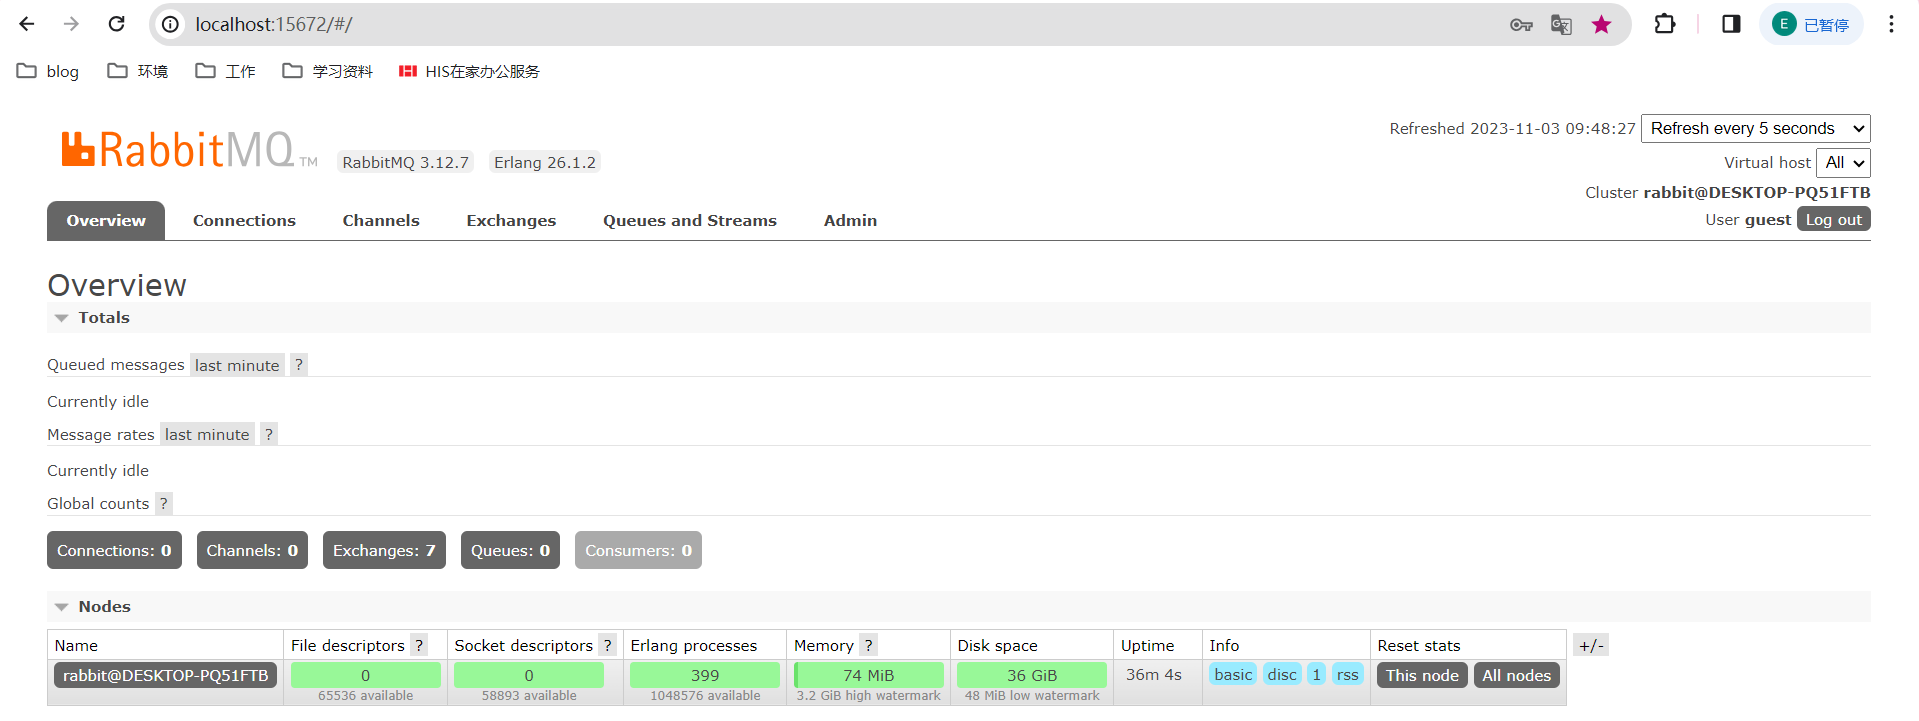 localhost:15672/#/
E 已暂停
blog 环境 工作 学习资料 HIS在家办公服务
RabbitMQ TM RabbitMQ 3.12.7 Erlang 26.1.2
Refreshed 2023-11-03 09:48:27 Refresh every 5 seconds
Virtual host All
Cluster rabbit@DESKTOP-PQ51FTB
User guest Log out
Overview Connections Channels Exchanges Queues and Streams Admin
Overview
Totals
Queued messages last minute ?
Currently idle
Message rates last minute ?
Currently idle
Global counts ?
Connections: 0 Channels: 0 Exchanges: 7 Queues: 0 Consumers: 0
Nodes
Name File descriptors ? Socket descriptors ? Erlang processes Memory ? Disk space Uptime Info Reset stats +/-
rabbit@DESKTOP-PQ51FTB 0 0 399 74 MiB 36 GiB 36m 4s basic disc 1 rss This node All nodes
65536 available 58893 available 1048576 available 3.2 GiB high watermark 48 MiB low watermark